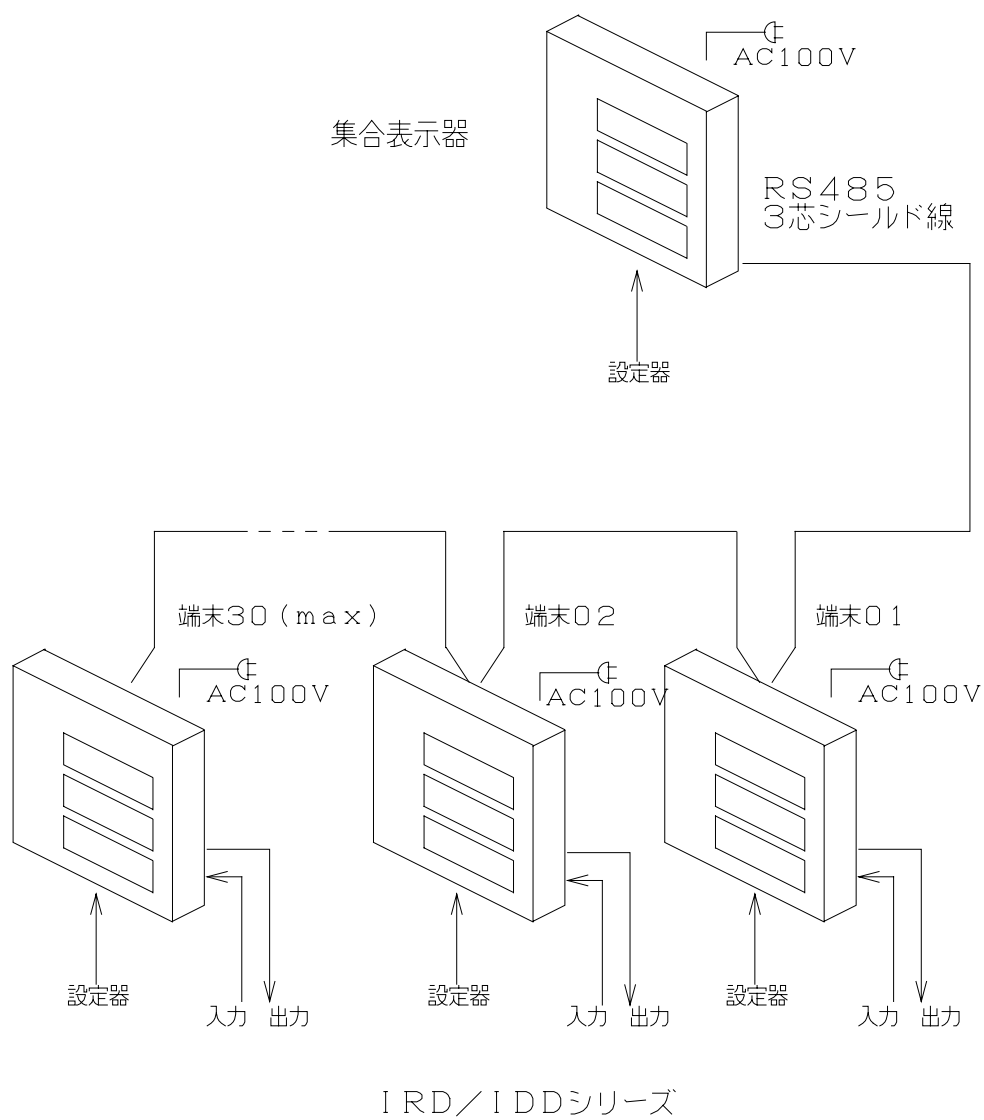 AC100V
集合表示器
RS485
3芯シールド線
設定器
端末30(max)
端末02
端末01
AC100V
AC100V
AC100V
設定器
設定器
設定器
入力 出力
入力 出力
入力 出力
IRD/IDDシリーズ